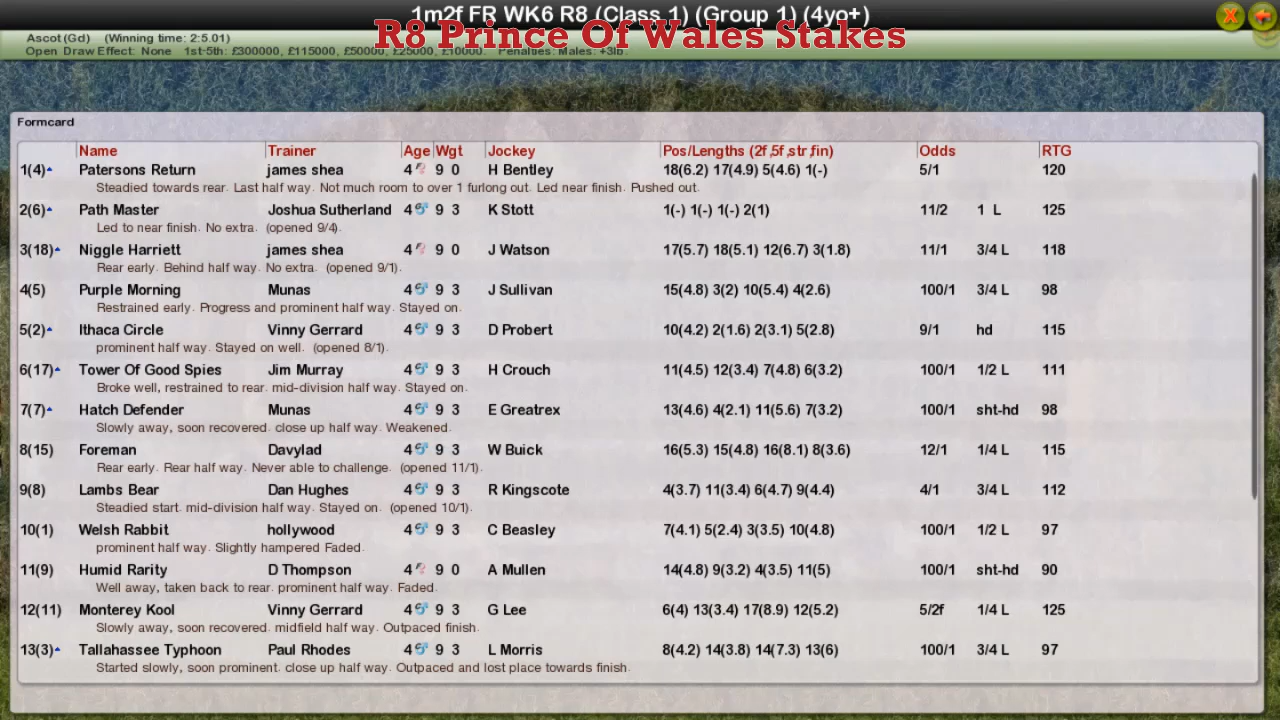 1m2f FR WK6 R8 (Class 1) (Group 1) (4yo+)
R8 Prince Of Wales Stakes
Ascot(Gd) (Winning time: 2:5.01)
Open Draw Effect: None 1st-5th: £300000, £115000, £50000, £25000, £10000. Penalties: Males: +3lb.
Formcard
Name Trainer Age Wgt Jockey Pos/Lengths (2f,5f,str,fin) Odds RTG
1(4) Patersons Return james shea 4 9 0 H Bentley 18(6.2) 17(4.9) 5(4.6) 1(-) 5/1 120
Steadied towards rear. Last half way. Not much room to over 1 furlong out. Led near finish. Pushed out.
2(6) Path Master Joshua Sutherland 4 9 3 K Stott 1(-) 1(-) 1(-) 2(1) 11/2 1 L 125
Led to near finish. No extra. (opened 9/4).
3(18) Niggle Harriett james shea 4 9 0 J Watson 17(5.7) 18(5.1) 12(6.7) 3(1.8) 11/1 3/4 L 118
Rear early. Behind half way. No extra. (opened 9/1).
4(5) Purple Morning Munas 4 9 3 J Sullivan 15(4.8) 3(2) 10(5.4) 4(2.6) 100/1 3/4 L 98
Restrained early. Progress and prominent half way. Stayed on.
5(2) Ithaca Circle Vinny Gerrard 4 9 3 D Probert 10(4.2) 2(1.6) 2(3.1) 5(2.8) 9/1 hd 115
prominent half way. Stayed on well. (opened 8/1).
6(17) Tower Of Good Spies Jim Murray 4 9 3 H Crouch 11(4.5) 12(3.4) 7(4.8) 6(3.2) 100/1 1/2 L 111
Broke well, restrained to rear. mid-division half way. Stayed on.
7(7) Hatch Defender Munas 4 9 3 E Greatrex 13(4.6) 4(2.1) 11(5.6) 7(3.2) 100/1 sht-hd 98
Slowly away, soon recovered. close up half way. Weakened.
8(15) Foreman Davylad 4 9 3 W Buick 16(5.3) 15(4.8) 16(8.1) 8(3.6) 12/1 1/4 L 115
Rear early. Rear half way. Never able to challenge. (opened 11/1).
9(8) Lambs Bear Dan Hughes 4 9 3 R Kingscote 4(3.7) 11(3.4) 6(4.7) 9(4.4) 4/1 3/4 L 112
Steadied start. mid-division half way. Stayed on. (opened 10/1).
10(1) Welsh Rabbit hollywood 4 9 3 C Beasley 7(4.1) 5(2.4) 3(3.5) 10(4.8) 100/1 1/2 L 97
prominent half way. Slightly hampered Faded.
11(9) Humid Rarity D Thompson 4 9 0 A Mullen 14(4.8) 9(3.2) 4(3.5) 11(5) 100/1 sht-hd 90
Well away, taken back to rear. prominent half way. Faded.
12(11) Monterey Kool Vinny Gerrard 4 9 3 G Lee 6(4) 13(3.4) 17(8.9) 12(5.2) 5/2f 1/4 L 125
Slowly away, soon recovered. midfield half way. Outpaced finish.
13(3) Tallahassee Typhoon Paul Rhodes 4 9 3 L Morris 8(4.2) 14(3.8) 14(7.3) 13(6) 100/1 3/4 L 97
Started slowly, soon prominent. close up half way. Outpaced and lost place towards finish.